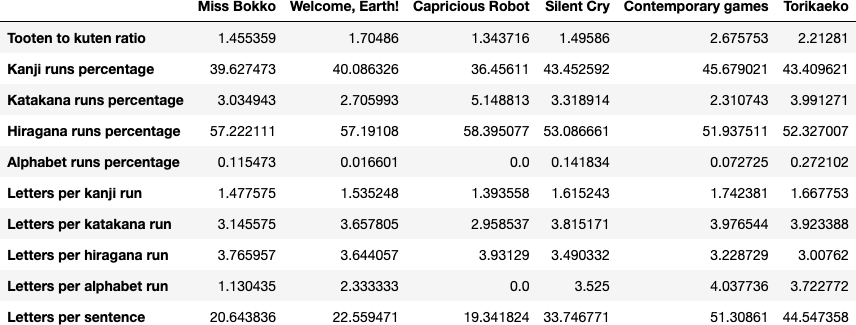 Miss Bokko Welcome, Earth! Capricious Robot Silent Cry Contemporary games Torikaeko
Tooten to kuten ratio 1.455359 1.70486 1.343716 1.49586 2.675753 2.21281
Kanji runs percentage 39.627473 40.086326 36.45611 43.452592 45.679021 43.409621
Katakana runs percentage 3.034943 2.705993 5.148813 3.318914 2.310743 3.991271
Hiragana runs percentage 57.222111 57.19108 58.395077 53.086661 51.937511 52.327007
Alphabet runs percentage 0.115473 0.016601 0.0 0.141834 0.072725 0.272102
Letters per kanji run 1.477575 1.535248 1.393558 1.615243 1.742381 1.667753
Letters per katakana run 3.145575 3.657805 2.958537 3.815171 3.976544 3.923388
Letters per hiragana run 3.765957 3.644057 3.93129 3.490332 3.228729 3.00762
Letters per alphabet run 1.130435 2.333333 0.0 3.525 4.037736 3.722772
Letters per sentence 20.643836 22.559471 19.341824 33.746771 51.30861 44.547358